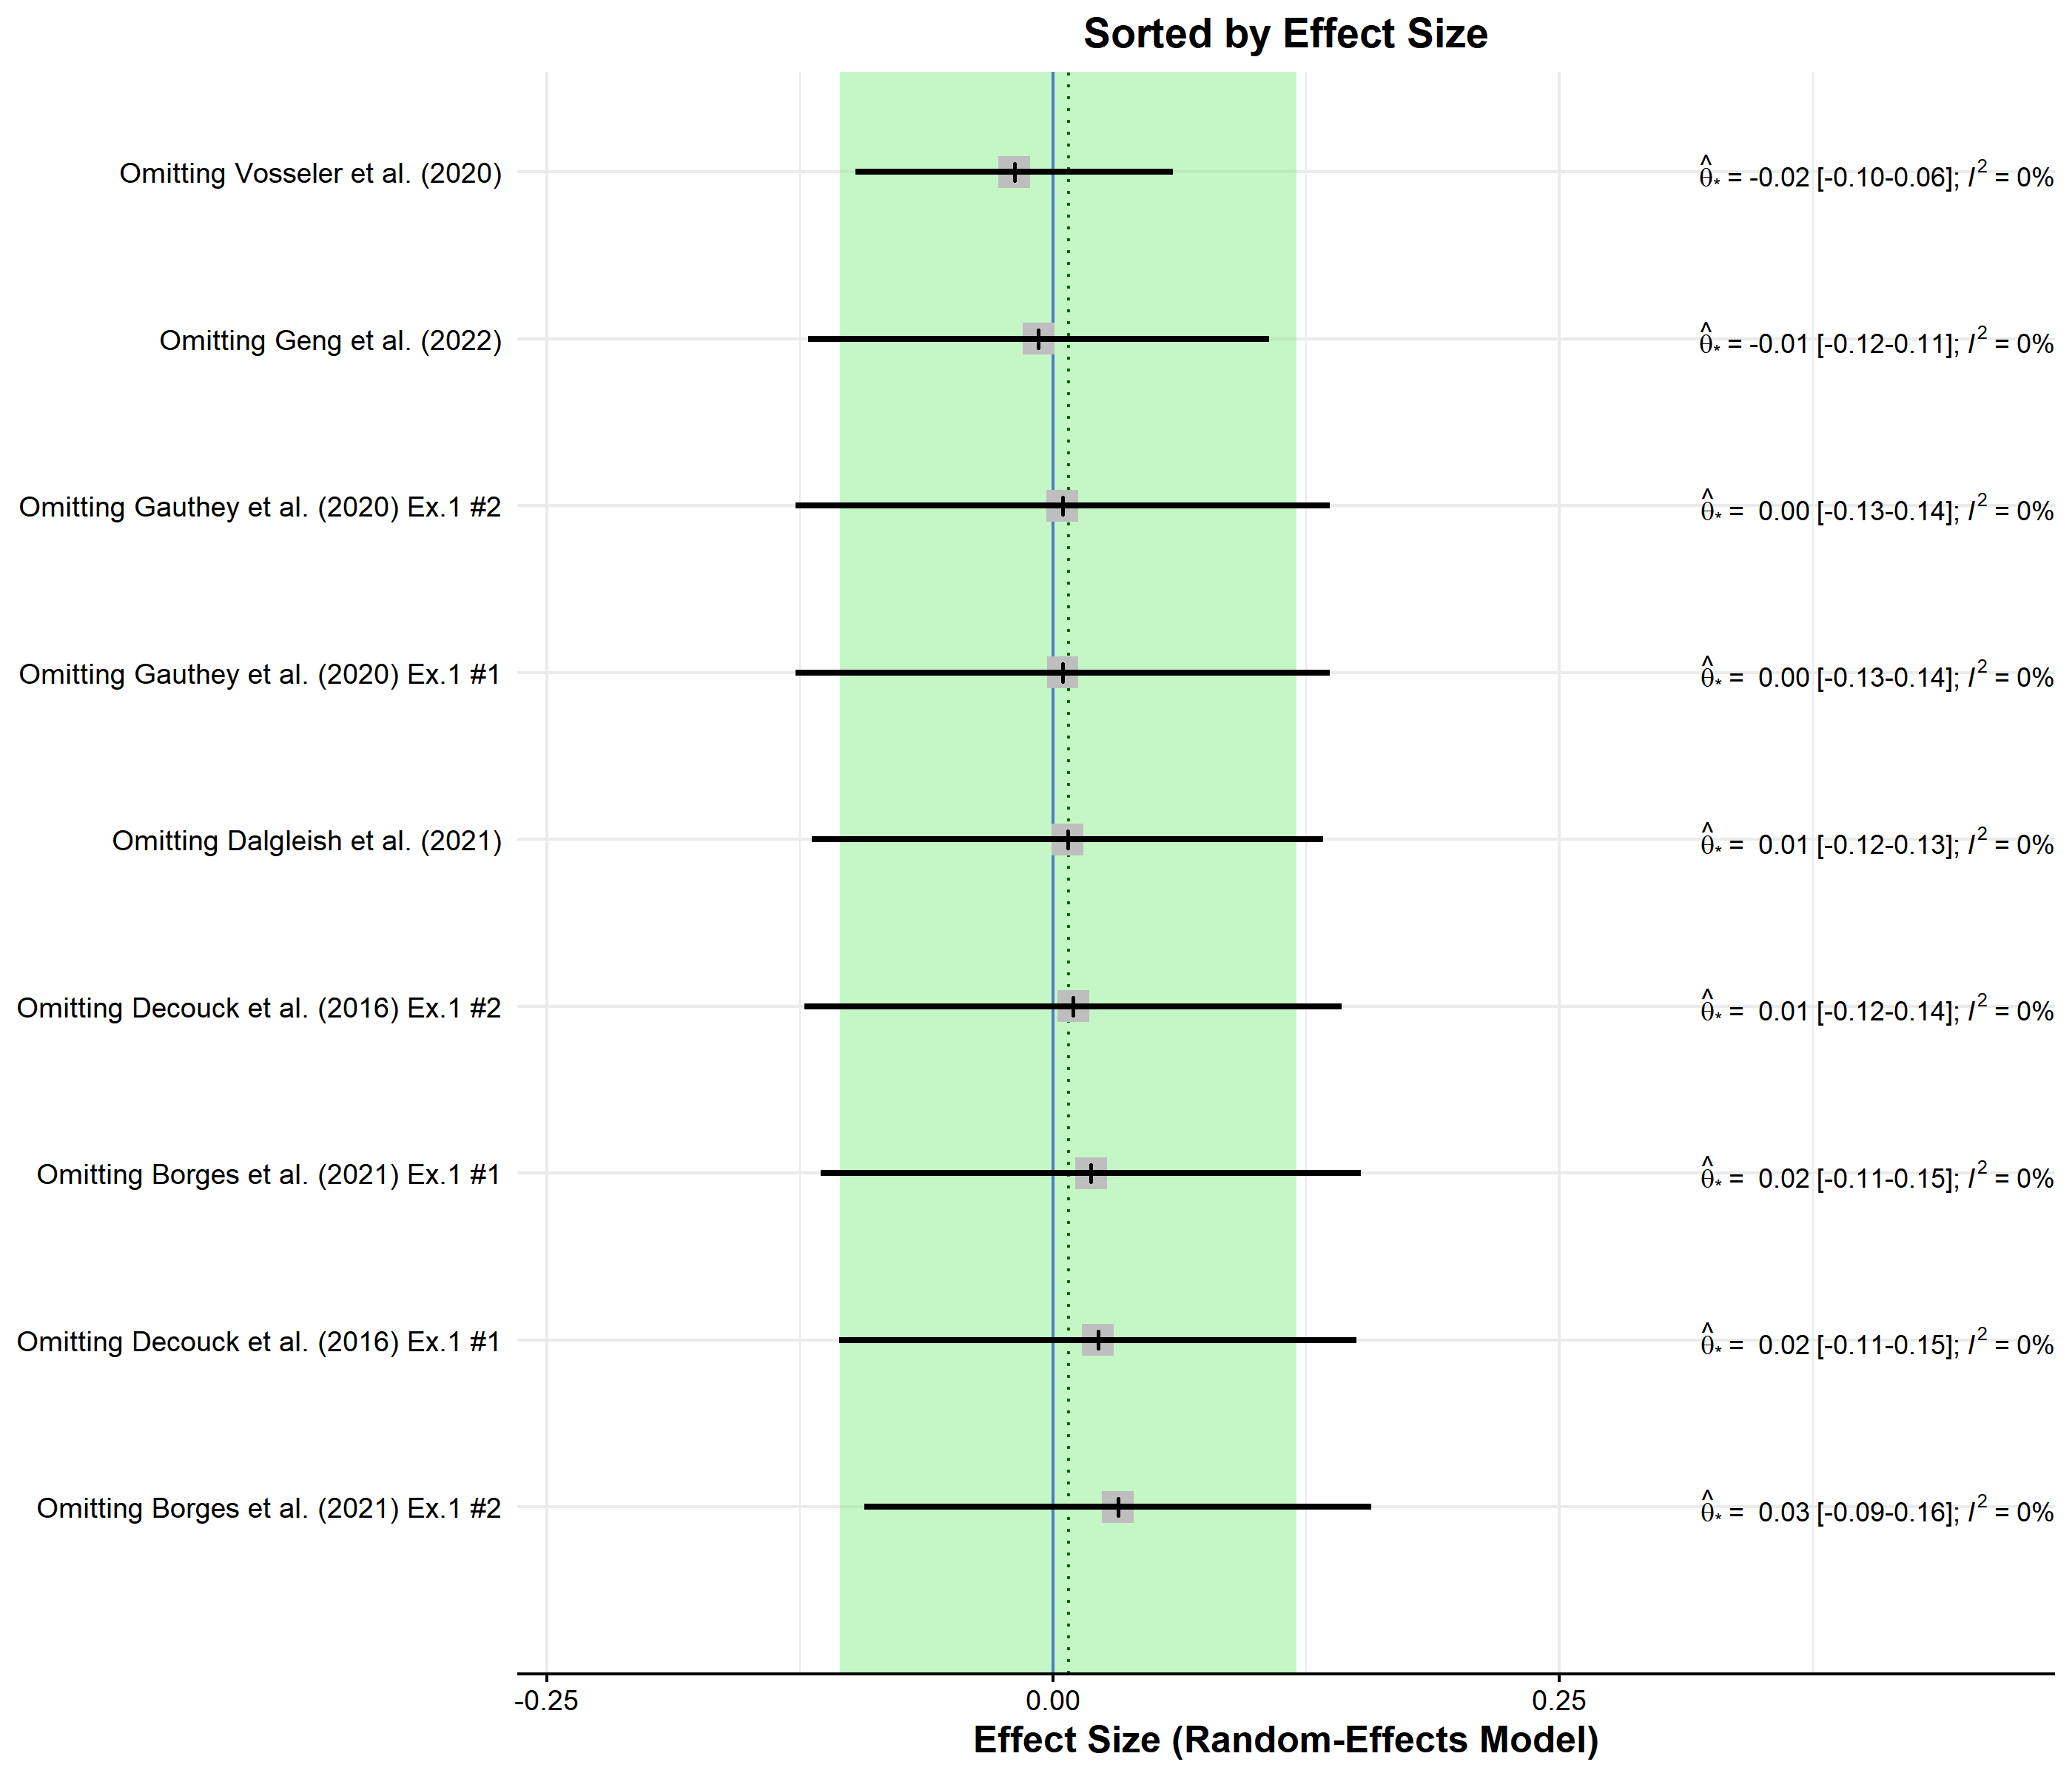 Sorted by Effect Size
Omitting Vosseler et al. (2020) θ̂* = -0.02 [-0.10-0.06]; I² = 0%
Omitting Geng et al. (2022) θ̂* = -0.01 [-0.12-0.11]; I² = 0%
Omitting Gauthey et al. (2020) Ex.1 #2 θ̂* = 0.00 [-0.13-0.14]; I² = 0%
Omitting Gauthey et al. (2020) Ex.1 #1 θ̂* = 0.00 [-0.13-0.14]; I² = 0%
Omitting Dalgleish et al. (2021) θ̂* = 0.01 [-0.12-0.13]; I² = 0%
Omitting Decouck et al. (2016) Ex.1 #2 θ̂* = 0.01 [-0.12-0.14]; I² = 0%
Omitting Borges et al. (2021) Ex.1 #1 θ̂* = 0.02 [-0.11-0.15]; I² = 0%
Omitting Decouck et al. (2016) Ex.1 #1 θ̂* = 0.02 [-0.11-0.15]; I² = 0%
Omitting Borges et al. (2021) Ex.1 #2 θ̂* = 0.03 [-0.09-0.16]; I² = 0%
-0.25 0.00 0.25
Effect Size (Random-Effects Model)